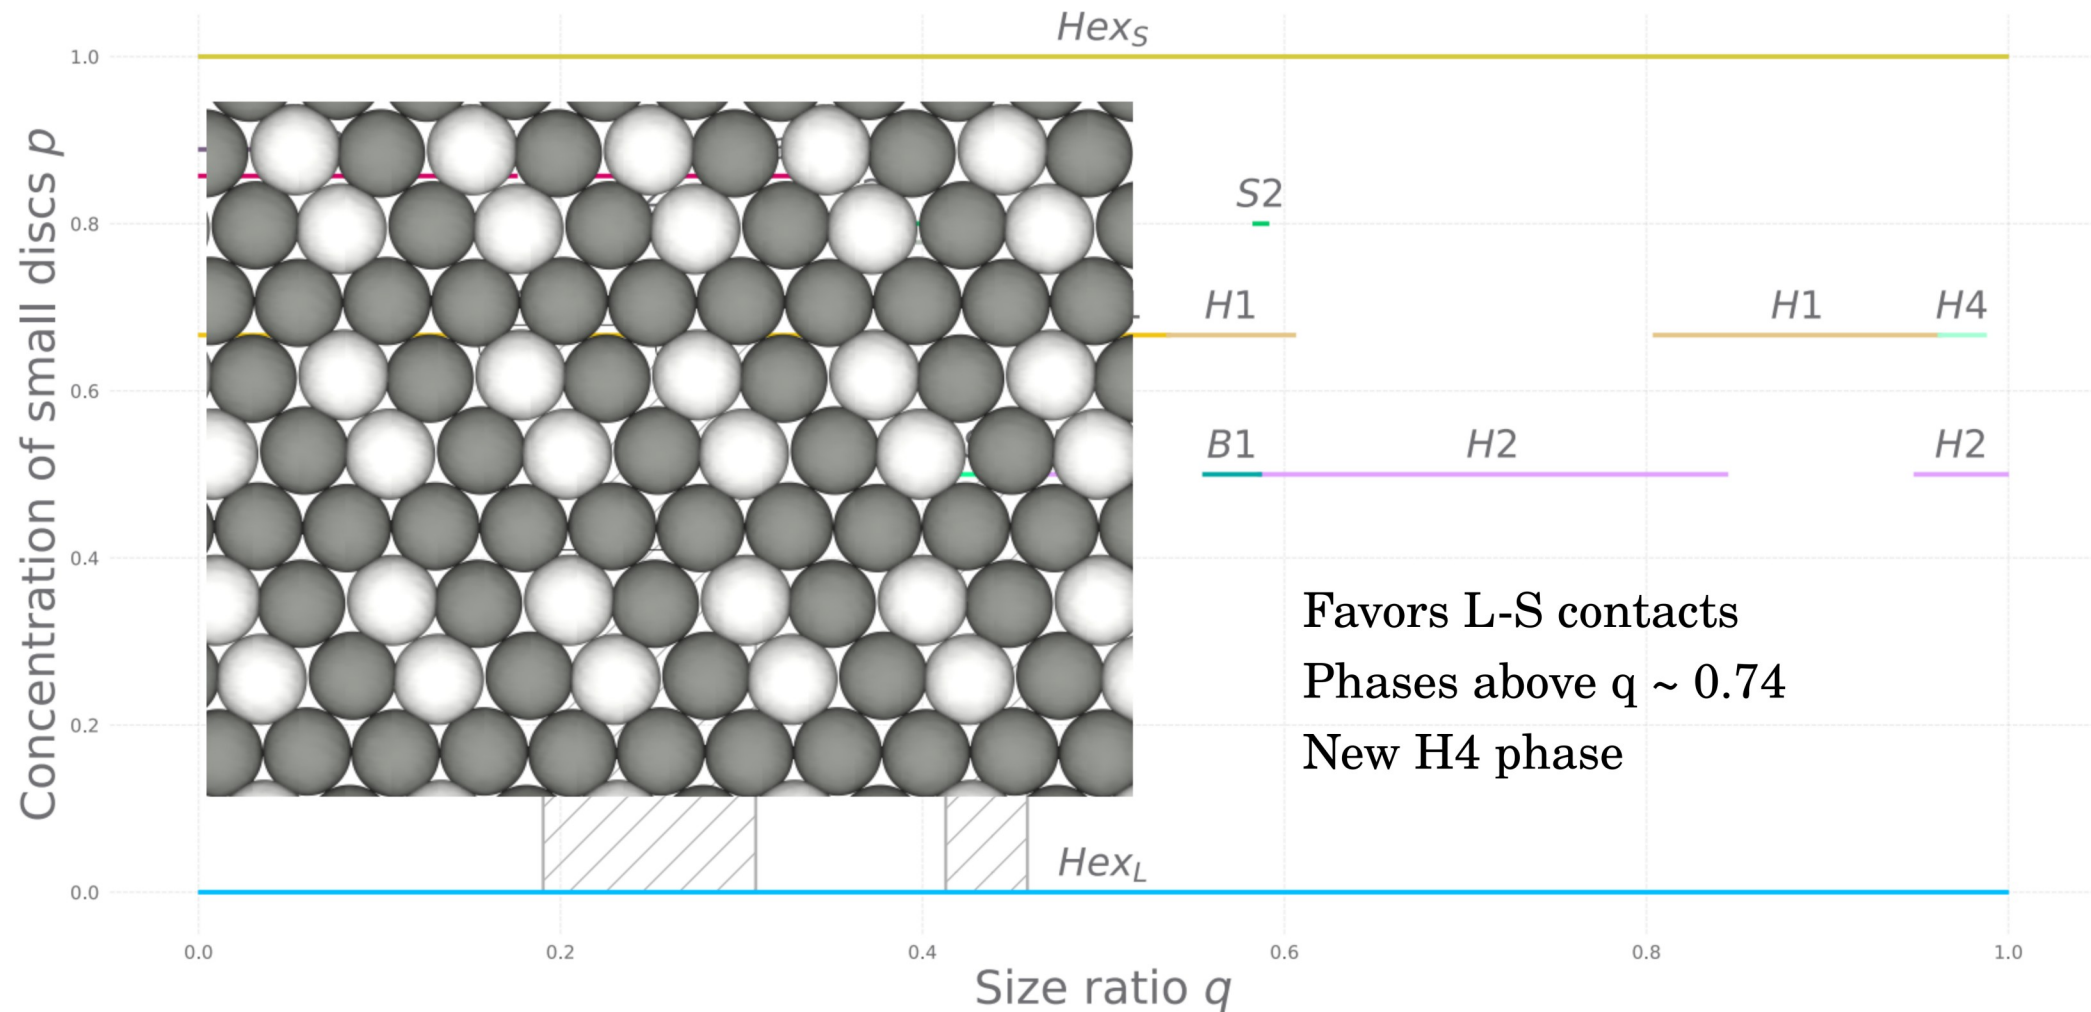 Hex_S
1.0
0.8
0.6
0.4
0.2
0.0
Concentration of small discs p
S2
H1
H1
H4
B1
H2
H2
Favors L-S contacts
Phases above q ~ 0.74
New H4 phase
Hex_L
0.0
0.2
0.4
0.6
0.8
1.0
Size ratio q